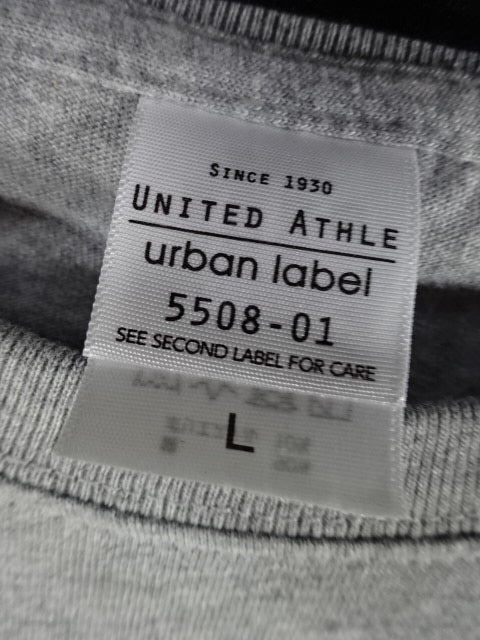 SINCE 1930
UNITED ATHLE
urban label
5508-01
SEE SECOND LABEL FOR CARE
L